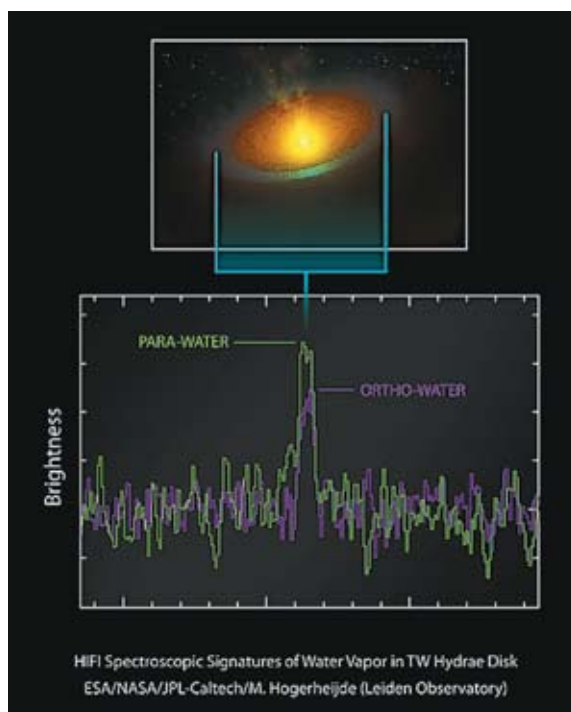 PARA-WATER
ORTHO-WATER
Brightness
HIFI Spectroscopic Signatures of Water Vapor in TW Hydrae Disk
ESA/NASA/JPL-Caltech/M. Hogerheijde (Leiden Observatory)